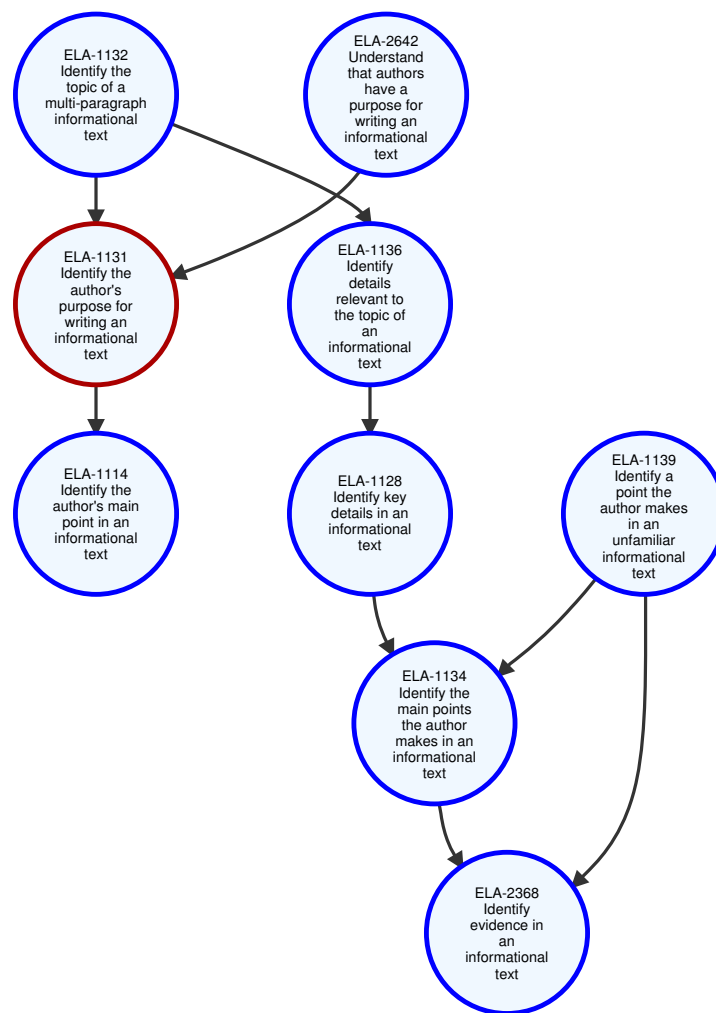 ELA-1132
Identify the
topic of a
multi-paragraph
informational
text
ELA-2642
Understand
that authors
have a
purpose for
writing an
informational
text
ELA-1131
Identify the
author's
purpose for
writing an
informational
text
ELA-1136
Identify
details
relevant to
the topic of
an
informational
text
ELA-1114
Identify the
author's main
point in an
informational
text
ELA-1128
Identify key
details in an
informational
text
ELA-1139
Identify a
point the
author makes
in an
unfamiliar
informational
text
ELA-1134
Identify the
main points
the author
makes in an
informational
text
ELA-2368
Identify
evidence in
an
informational
text